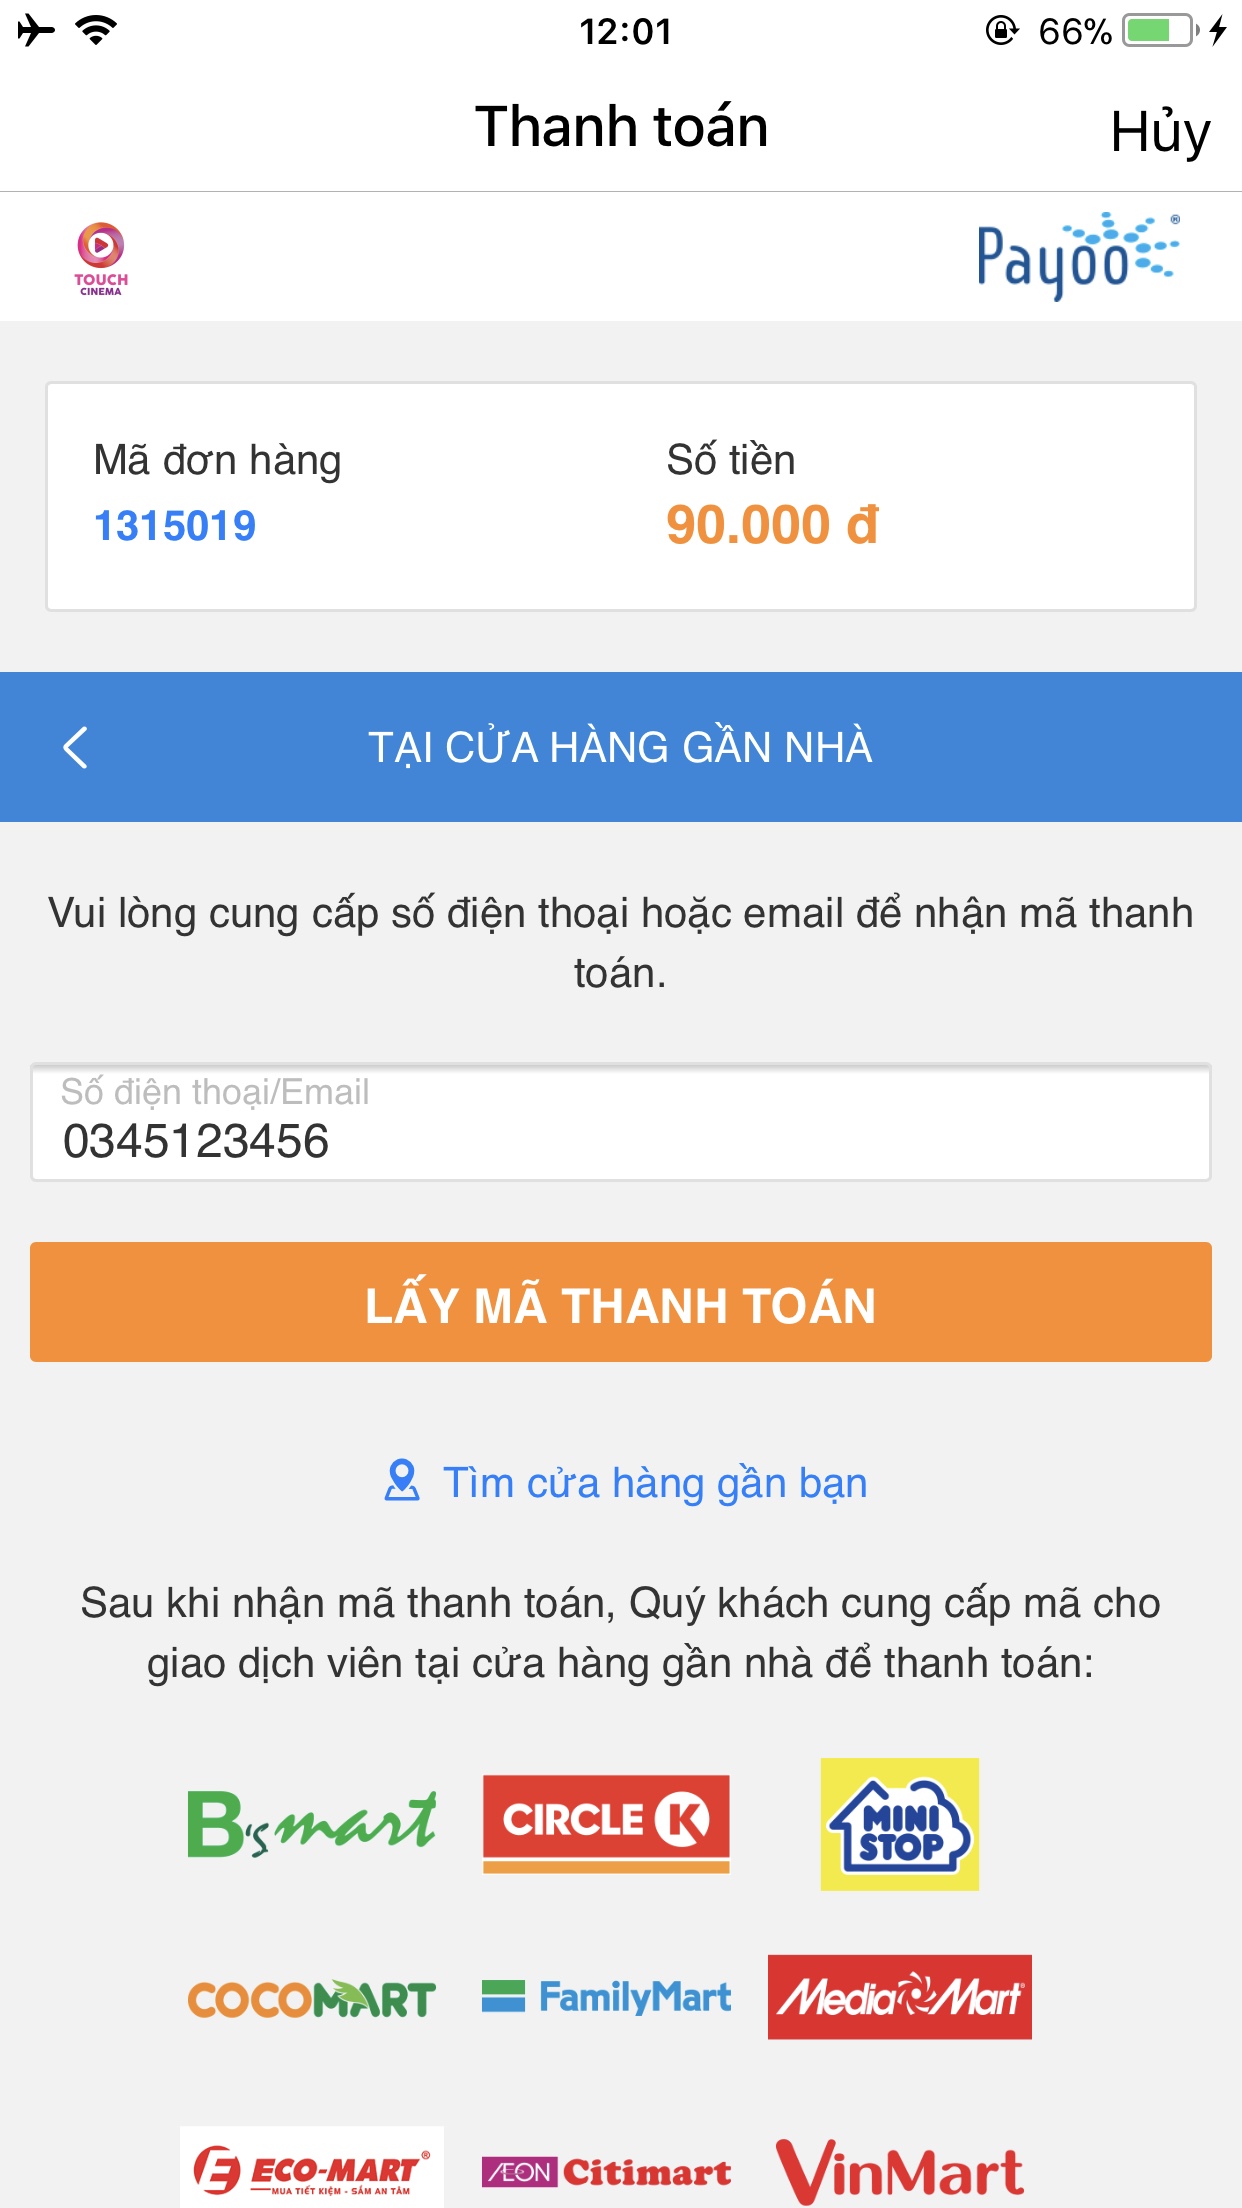 12:01
66%
Thanh toán
Hủy
TOUCH
CINEMA
Payoo®
Mã đơn hàng
Số tiền
1315019
90.000 đ
TẠI CỬA HÀNG GẦN NHÀ
Vui lòng cung cấp số điện thoại hoặc email để nhận mã thanh
toán.
Số điện thoại/Email
0345123456
LẤY MÃ THANH TOÁN
Tìm cửa hàng gần bạn
Sau khi nhận mã thanh toán, Quý khách cung cấp mã cho
giao dịch viên tại cửa hàng gần nhà để thanh toán:
B's mart
CIRCLE K
MINI
STOP
COCOMART
FamilyMart
MediaMart®
ECO-MART®
MUA TIẾT KIỆM - SẮM AN TÂM
ÆON Citimart
VinMart